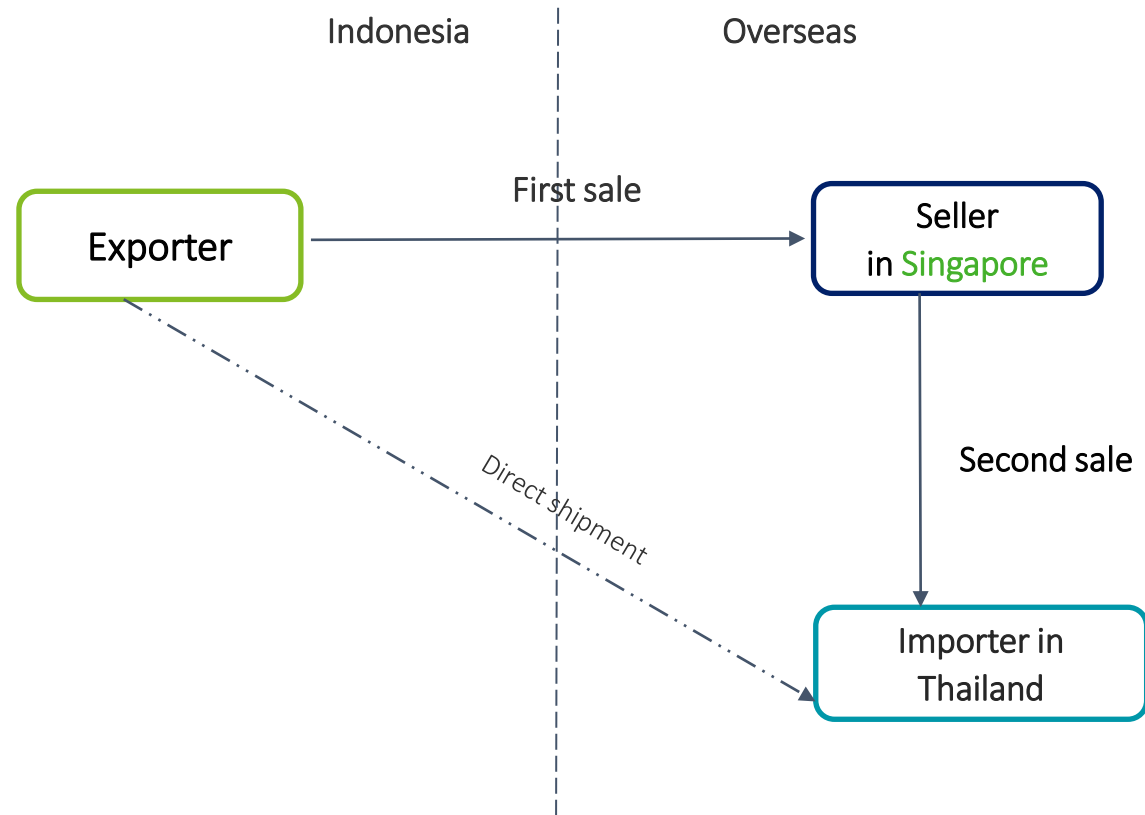 Indonesia
Overseas
First sale
Exporter
Seller
in Singapore
Direct shipment
Second sale
Importer in
Thailand